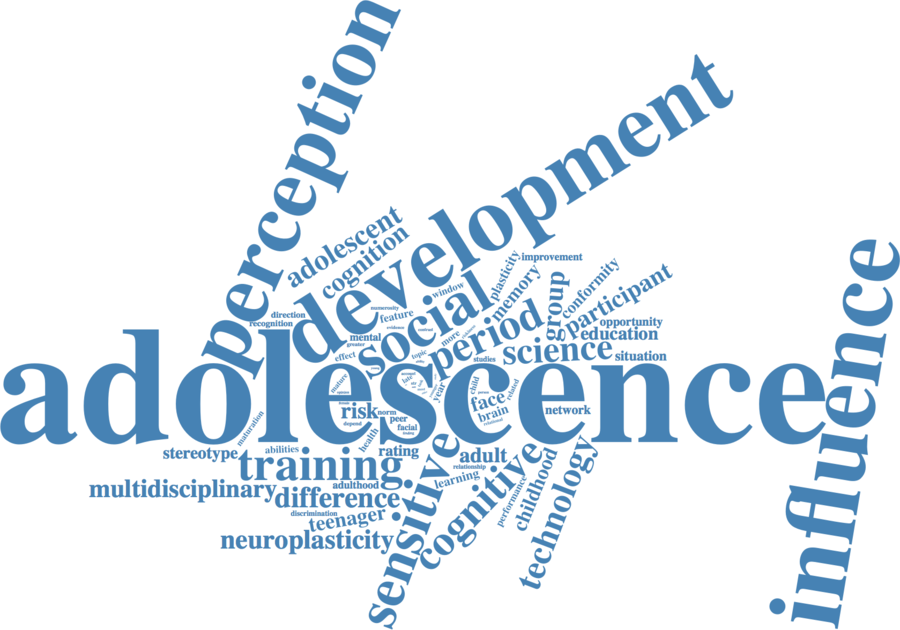 perception
development
adolescent
cognition
plasticity
improvement
memory
window
group
conformity
participant
numerosity
feature
direction
recognition
evidence
control
social
period
opportunity
education
mental
greater
more
science
situation
effect
topic
studies
adolescence
influence
mature
late
year
child
person
related
face
brain
relational
network
risk
norm
depend
peer
facial
health
rating
maturation
stereotype
abilities
training
sensitive
cognitive
adult
relationship
learning
multidisciplinary
adulthood
difference
discrimination
teenager
neuroplasticity
performance
childhood
technology